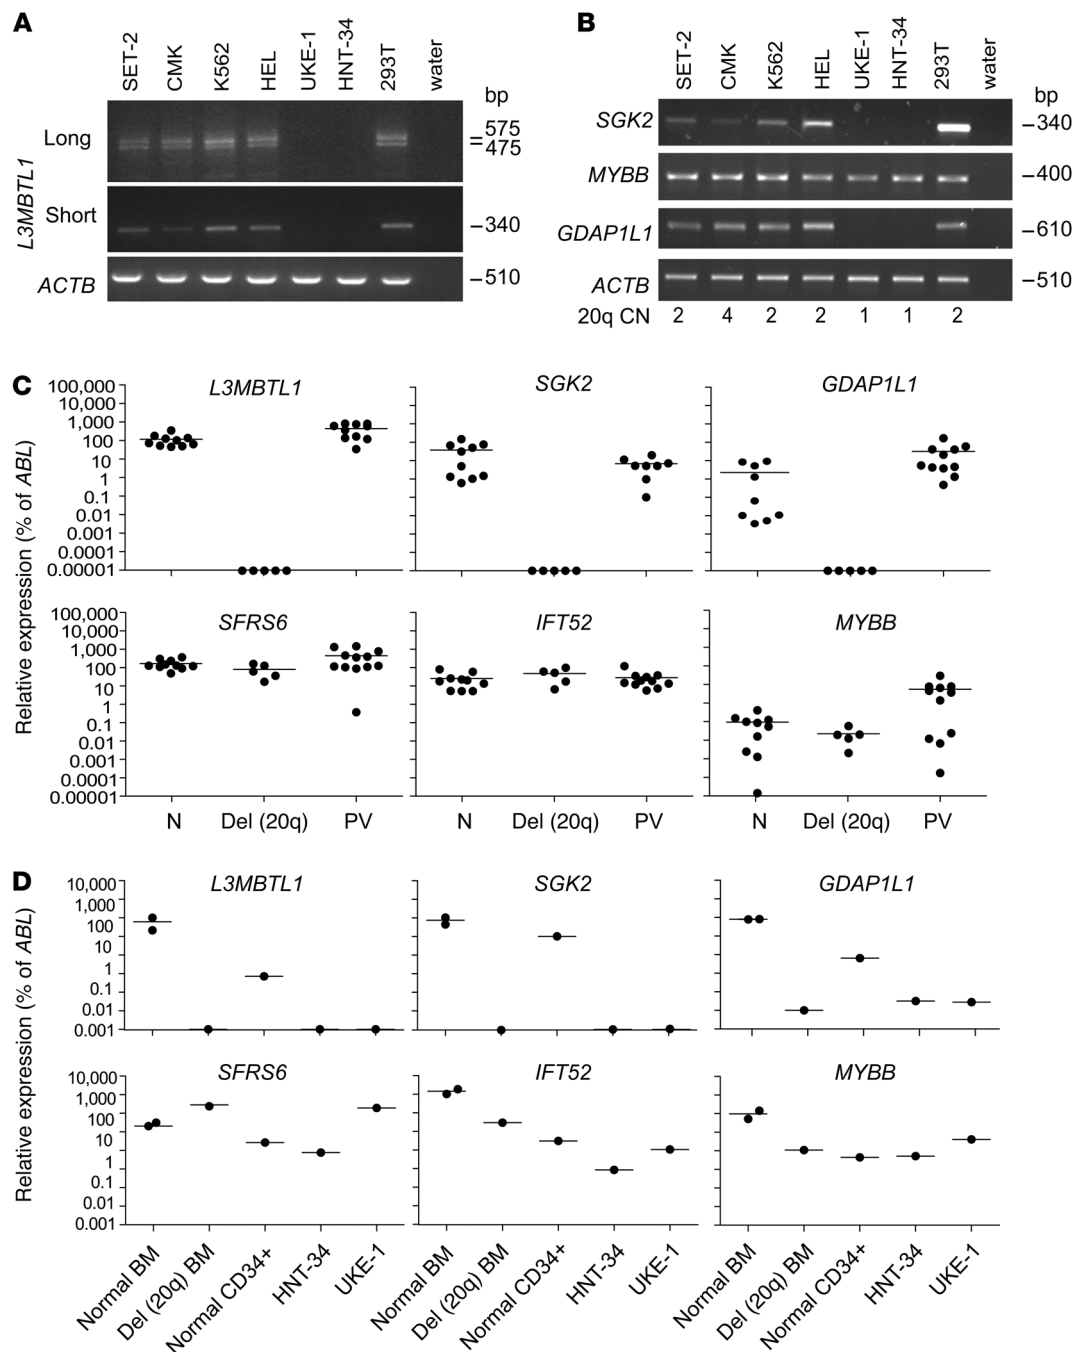 A
SET-2 CMK K562 HEL UKE-1 HNT-34 293T water
bp
L3MBTL1
Long
575
=475
Short
–340
ACTB
–510
B
SET-2 CMK K562 HEL UKE-1 HNT-34 293T water
bp
SGK2 –340
MYBB –400
GDAP1L1 –610
ACTB –510
20q CN 2 4 2 2 1 1 2
C
Relative expression (% of ABL)
L3MBTL1 SGK2 GDAP1L1
100,000
10,000
1,000
100
10
1
0.1
0.01
0.001
0.0001
0.00001
SFRS6 IFT52 MYBB
100,000
10,000
1,000
100
10
1
0.1
0.01
0.001
0.0001
0.00001
N Del (20q) PV N Del (20q) PV N Del (20q) PV
D
Relative expression (% of ABL)
L3MBTL1 SGK2 GDAP1L1
10,000
1,000
100
10
1
0.1
0.01
0.001
SFRS6 IFT52 MYBB
10,000
1,000
100
10
1
0.1
0.01
0.001
Normal BM Del (20q) BM Normal CD34+ HNT-34 UKE-1 Normal BM Del (20q) BM Normal CD34+ HNT-34 UKE-1 Normal BM Del (20q) BM Normal CD34+ HNT-34 UKE-1